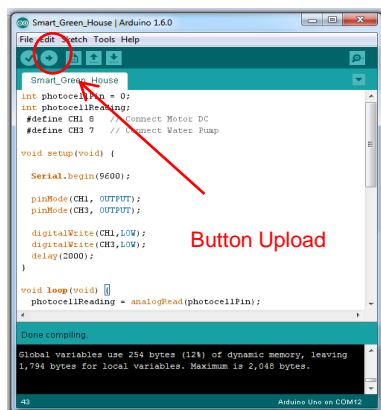 Smart_Green_House | Arduino 1.6.0
File Edit Sketch Tools Help
Smart_Green_House
int photocellPin = 0;
int photocellReading;
#define CH1 8 // Connect Motor DC
#define CH3 7 // Connect Water Pump
void setup(void) {
Serial.begin(9600);
pinMode(CH1, OUTPUT);
pinMode(CH3, OUTPUT);
digitalWrite(CH1,LOW);
digitalWrite(CH3,LOW);
delay(2000);
}
void loop(void) {
photocellReading = analogRead(photocellPin);
Button Upload
Done compiling.
Global variables use 254 bytes (12%) of dynamic memory, leaving
1,794 bytes for local variables. Maximum is 2,048 bytes.
43 Arduino Uno on COM12